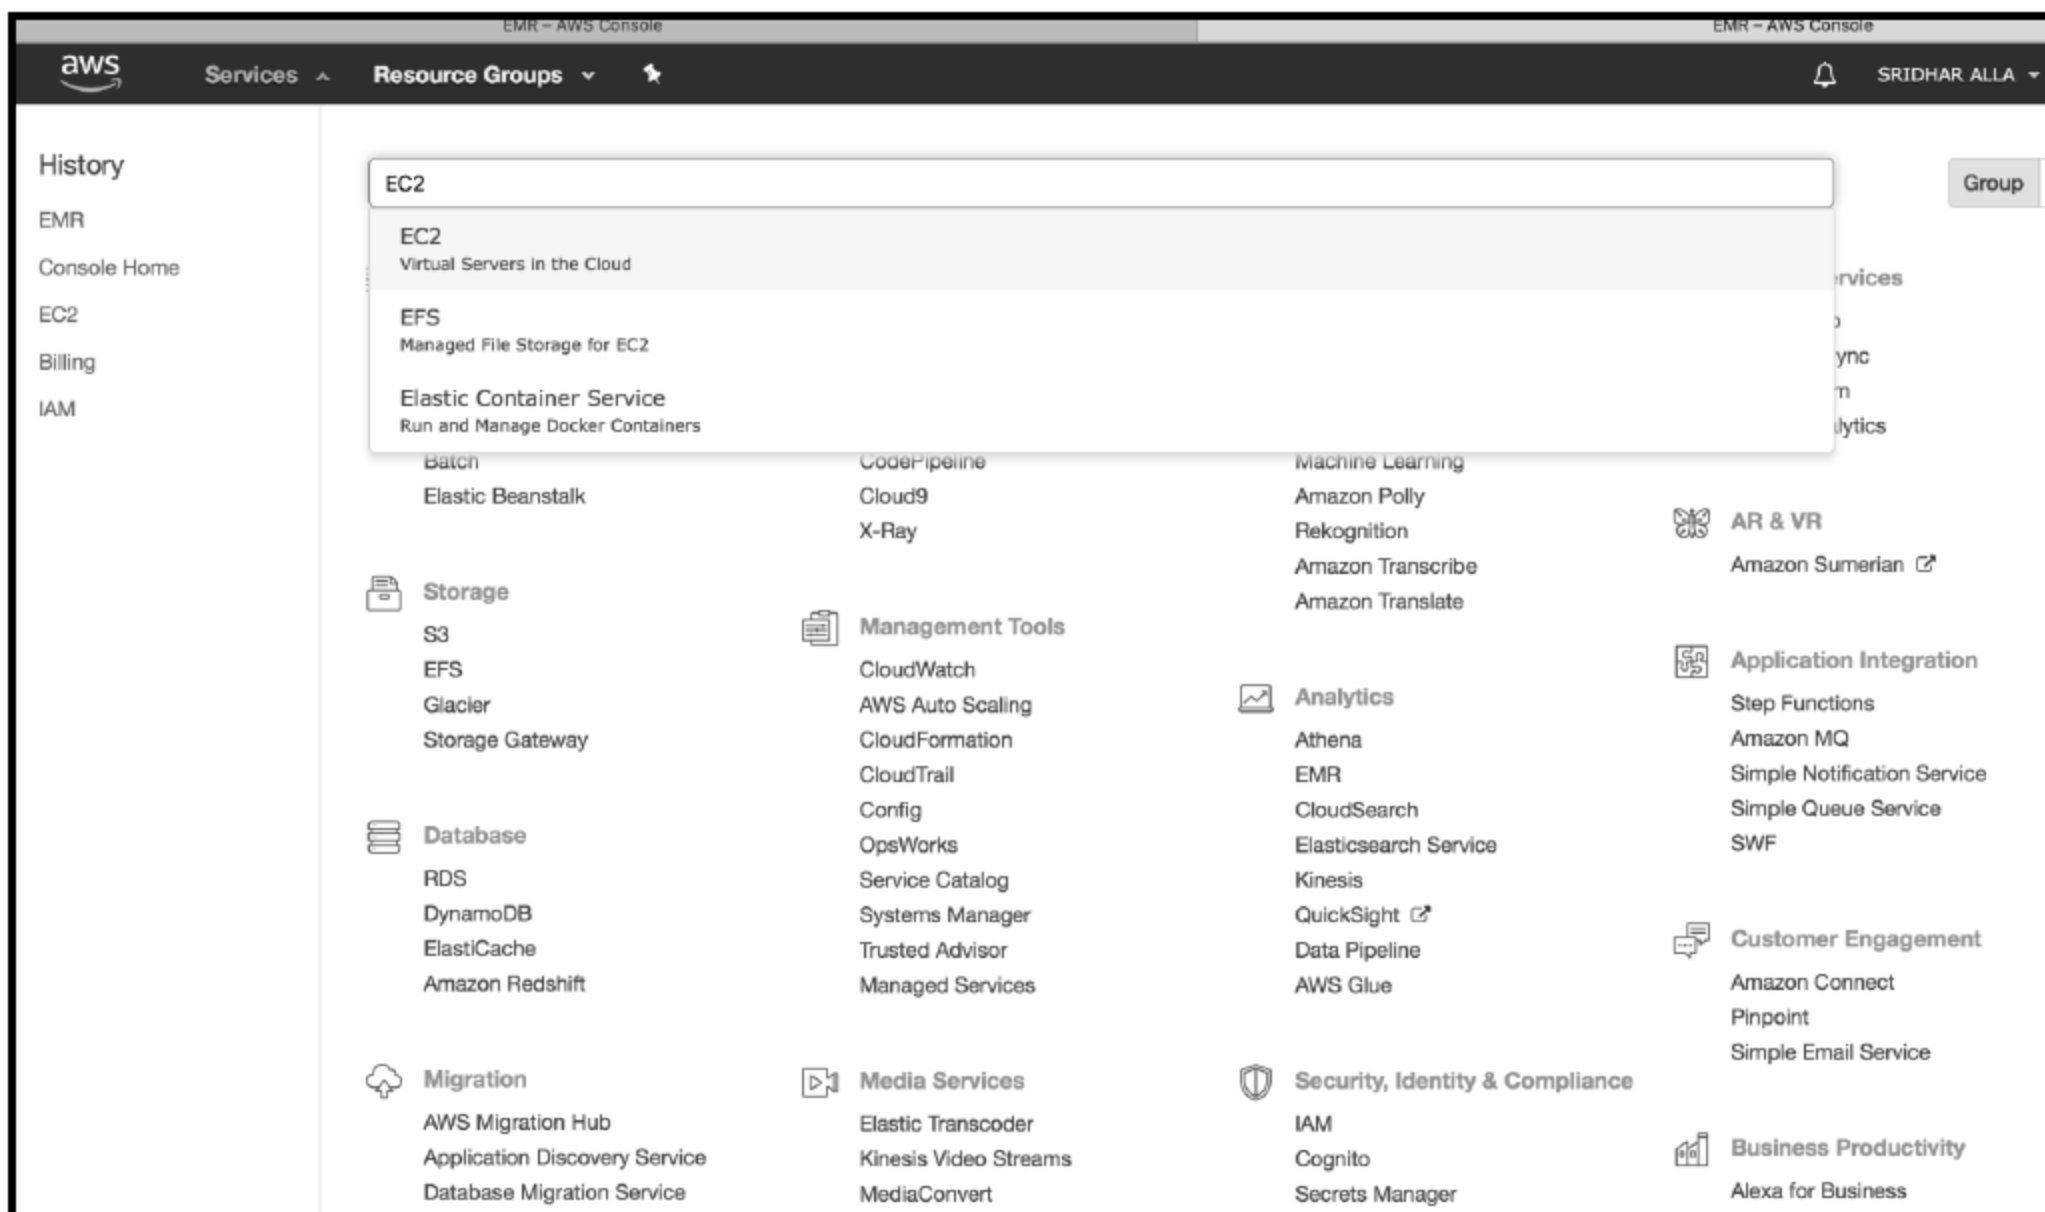 EMR – AWS Console
EMR – AWS Console
aws
Services
Resource Groups
SRIDHAR ALLA
History
EMR
Console Home
EC2
Billing
IAM
EC2
Group
EC2
Virtual Servers in the Cloud
EFS
Managed File Storage for EC2
Elastic Container Service
Run and Manage Docker Containers
Batch
Elastic Beanstalk
Storage
S3
EFS
Glacier
Storage Gateway
Database
RDS
DynamoDB
ElastiCache
Amazon Redshift
Migration
AWS Migration Hub
Application Discovery Service
Database Migration Service
CodePipeline
Cloud9
X-Ray
Management Tools
CloudWatch
AWS Auto Scaling
CloudFormation
CloudTrail
Config
OpsWorks
Service Catalog
Systems Manager
Trusted Advisor
Managed Services
Media Services
Elastic Transcoder
Kinesis Video Streams
MediaConvert
Machine Learning
Amazon Polly
Rekognition
Amazon Transcribe
Amazon Translate
Analytics
Athena
EMR
CloudSearch
Elasticsearch Service
Kinesis
QuickSight
Data Pipeline
AWS Glue
Security, Identity & Compliance
IAM
Cognito
Secrets Manager
rvices
ync
m
lytics
AR & VR
Amazon Sumerian
Application Integration
Step Functions
Amazon MQ
Simple Notification Service
Simple Queue Service
SWF
Customer Engagement
Amazon Connect
Pinpoint
Simple Email Service
Business Productivity
Alexa for Business